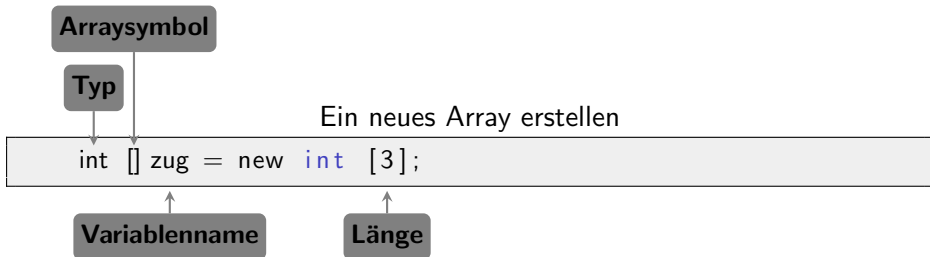 Arraysymbol
Typ
Ein neues Array erstellen
int [] zug = new int [3];
Variablenname Länge